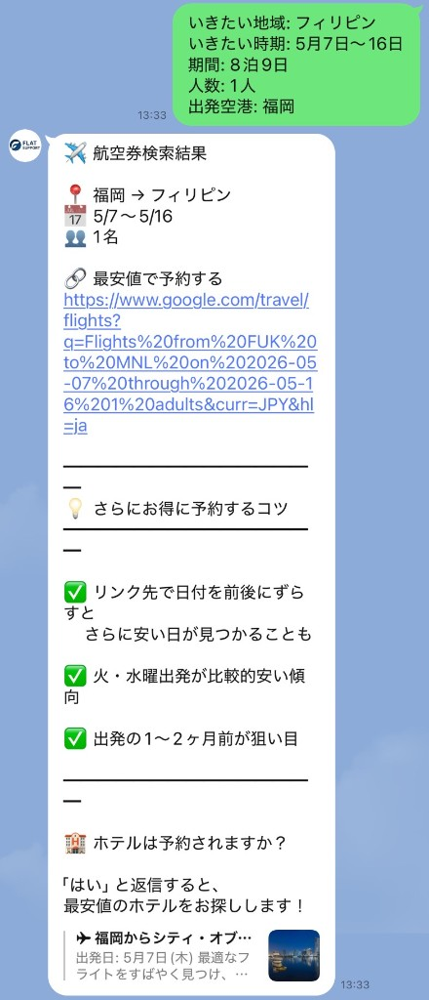 いきたい地域: フィリピン
いきたい時期: 5月7日〜16日
期間: 8泊9日
人数: 1人
出発空港: 福岡
13:33
FLAT
SUPPORT
✈️ 航空券検索結果
📍 福岡 → フィリピン
📅 5/7〜5/16
👥 1名
🔗 最安値で予約する
https://www.google.com/travel/
flights?
q=Flights%20from%20FUK%20
to%20MNL%20on%202026-05
-07%20through%202026-05-1
6%201%20adults&curr=JPY&hl
=ja
💡 さらにお得に予約するコツ
✅ リンク先で日付を前後にずら
すと
さらに安い日が見つかることも
✅ 火・水曜出発が比較的安い傾
向
✅ 出発の1〜2ヶ月前が狙い目
🏨 ホテルは予約されますか？
「はい」と返信すると、
最安値のホテルをお探しします！
✈ 福岡からシティ・オブ…
出発日: 5月7日(木) 最適なフ
ライトをすばやく見つけ、…
13:33